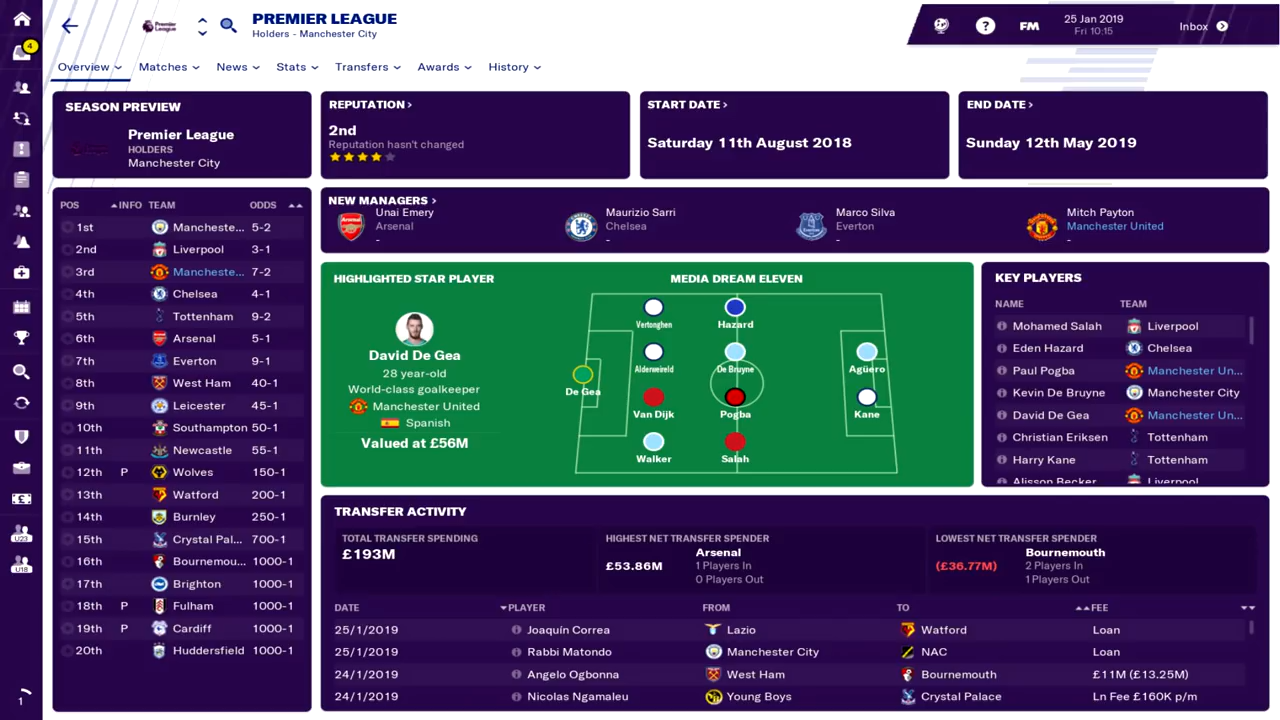 PREMIER LEAGUE
Holders - Manchester City
Premier League
4
?
FM
25 Jan 2019
Fri 10:15
Inbox
Overview
Matches
News
Stats
Transfers
Awards
History
SEASON PREVIEW
Premier League
HOLDERS
Manchester City
REPUTATION
2nd
Reputation hasn't changed
START DATE
Saturday 11th August 2018
END DATE
Sunday 12th May 2019
POS INFO TEAM ODDS
1st Mancheste... 5-2
2nd Liverpool 3-1
3rd Mancheste... 7-2
4th Chelsea 4-1
5th Tottenham 9-2
6th Arsenal 5-1
7th Everton 9-1
8th West Ham 40-1
9th Leicester 45-1
10th Southampton 50-1
11th Newcastle 55-1
12th P Wolves 150-1
13th Watford 200-1
14th Burnley 250-1
15th Crystal Pal... 700-1
16th Bournemou... 1000-1
17th Brighton 1000-1
18th P Fulham 1000-1
19th P Cardiff 1000-1
20th Huddersfield 1000-1
NEW MANAGERS
Unai Emery
Arsenal
-
Maurizio Sarri
Chelsea
-
Marco Silva
Everton
-
Mitch Payton
Manchester United
-
HIGHLIGHTED STAR PLAYER
David De Gea
28 year-old
World-class goalkeeper
Manchester United
Spanish
Valued at £56M
MEDIA DREAM ELEVEN
Vertonghen
Hazard
Alderweireld
De Bruyne
Agüero
De Gea
Van Dijk
Pogba
Kane
Walker
Salah
KEY PLAYERS
NAME TEAM
Mohamed Salah Liverpool
Eden Hazard Chelsea
Paul Pogba Manchester Un...
Kevin De Bruyne Manchester City
David De Gea Manchester Un...
Christian Eriksen Tottenham
Harry Kane Tottenham
Alisson Becker Liverpool
TRANSFER ACTIVITY
TOTAL TRANSFER SPENDING
£193M
HIGHEST NET TRANSFER SPENDER
£53.86M
Arsenal
1 Players In
0 Players Out
LOWEST NET TRANSFER SPENDER
(£36.77M)
Bournemouth
2 Players In
1 Players Out
DATE PLAYER FROM TO FEE
25/1/2019 Joaquín Correa Lazio Watford Loan
25/1/2019 Rabbi Matondo Manchester City NAC Loan
24/1/2019 Angelo Ogbonna West Ham Bournemouth £11M (£13.25M)
24/1/2019 Nicolas Ngamaleu Young Boys Crystal Palace Ln Fee £160K p/m
U23
U18
1